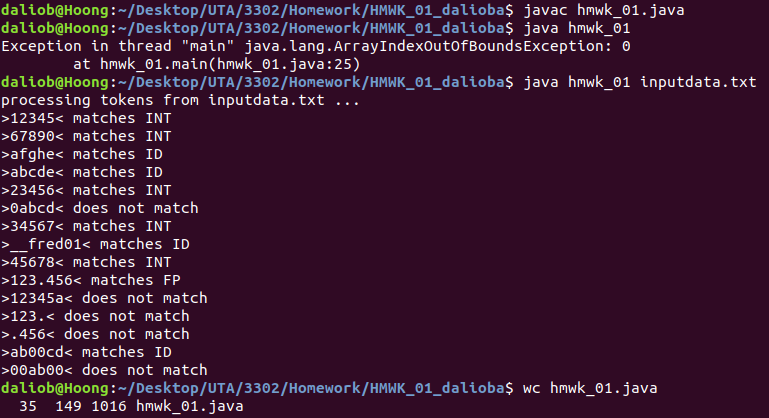 daliob@Hoong:~/Desktop/UTA/3302/Homework/HMWK_01_dalioba$ javac hmwk_01.java
daliob@Hoong:~/Desktop/UTA/3302/Homework/HMWK_01_dalioba$ java hmwk_01
Exception in thread "main" java.lang.ArrayIndexOutOfBoundsException: 0
        at hmwk_01.main(hmwk_01.java:25)
daliob@Hoong:~/Desktop/UTA/3302/Homework/HMWK_01_dalioba$ java hmwk_01 inputdata.txt
processing tokens from inputdata.txt ...
>12345< matches INT
>67890< matches INT
>afghe< matches ID
>abcde< matches ID
>23456< matches INT
>0abcd< does not match
>34567< matches INT
>__fred01< matches ID
>45678< matches INT
>123.456< matches FP
>12345a< does not match
>123.< does not match
>.456< does not match
>ab00cd< matches ID
>00ab00< does not match
daliob@Hoong:~/Desktop/UTA/3302/Homework/HMWK_01_dalioba$ wc hmwk_01.java
  35  149 1016 hmwk_01.java